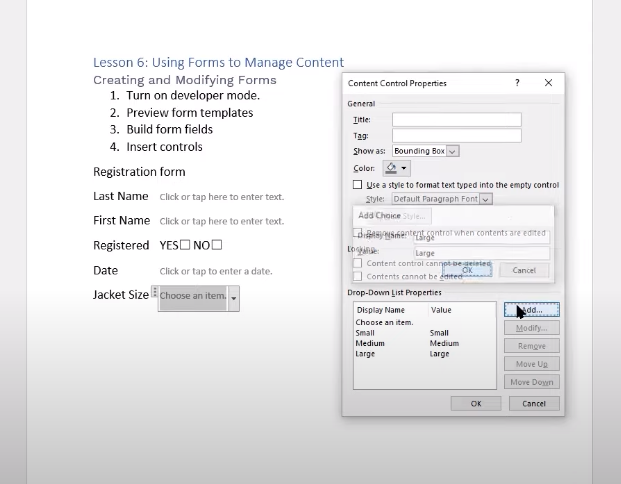 Lesson 6: Using Forms to Manage Content
Creating and Modifying Forms
1. Turn on developer mode.
2. Preview form templates
3. Build form fields
4. Insert controls
Registration form
Last Name Click or tap here to enter text.
First Name Click or tap here to enter text.
Registered YES☐ NO☐
Date Click or tap to enter a date.
Jacket Size Choose an item.
Content Control Properties ?
General
Title:
Tag:
Show as: Bounding Box
Color:
Use a style to format text typed into the empty control
Style: Default Paragraph Font
Add Choice Style...
Remove content control when contents are edited
Display Name: Large
Locking
Value: Large
Content control cannot be deleted
OK Cancel
Contents cannot be edited
Drop-Down List Properties
Display Name Value
Choose an item.
Small Small
Medium Medium
Large Large
Add...
Modify...
Remove
Move Up
Move Down
OK Cancel